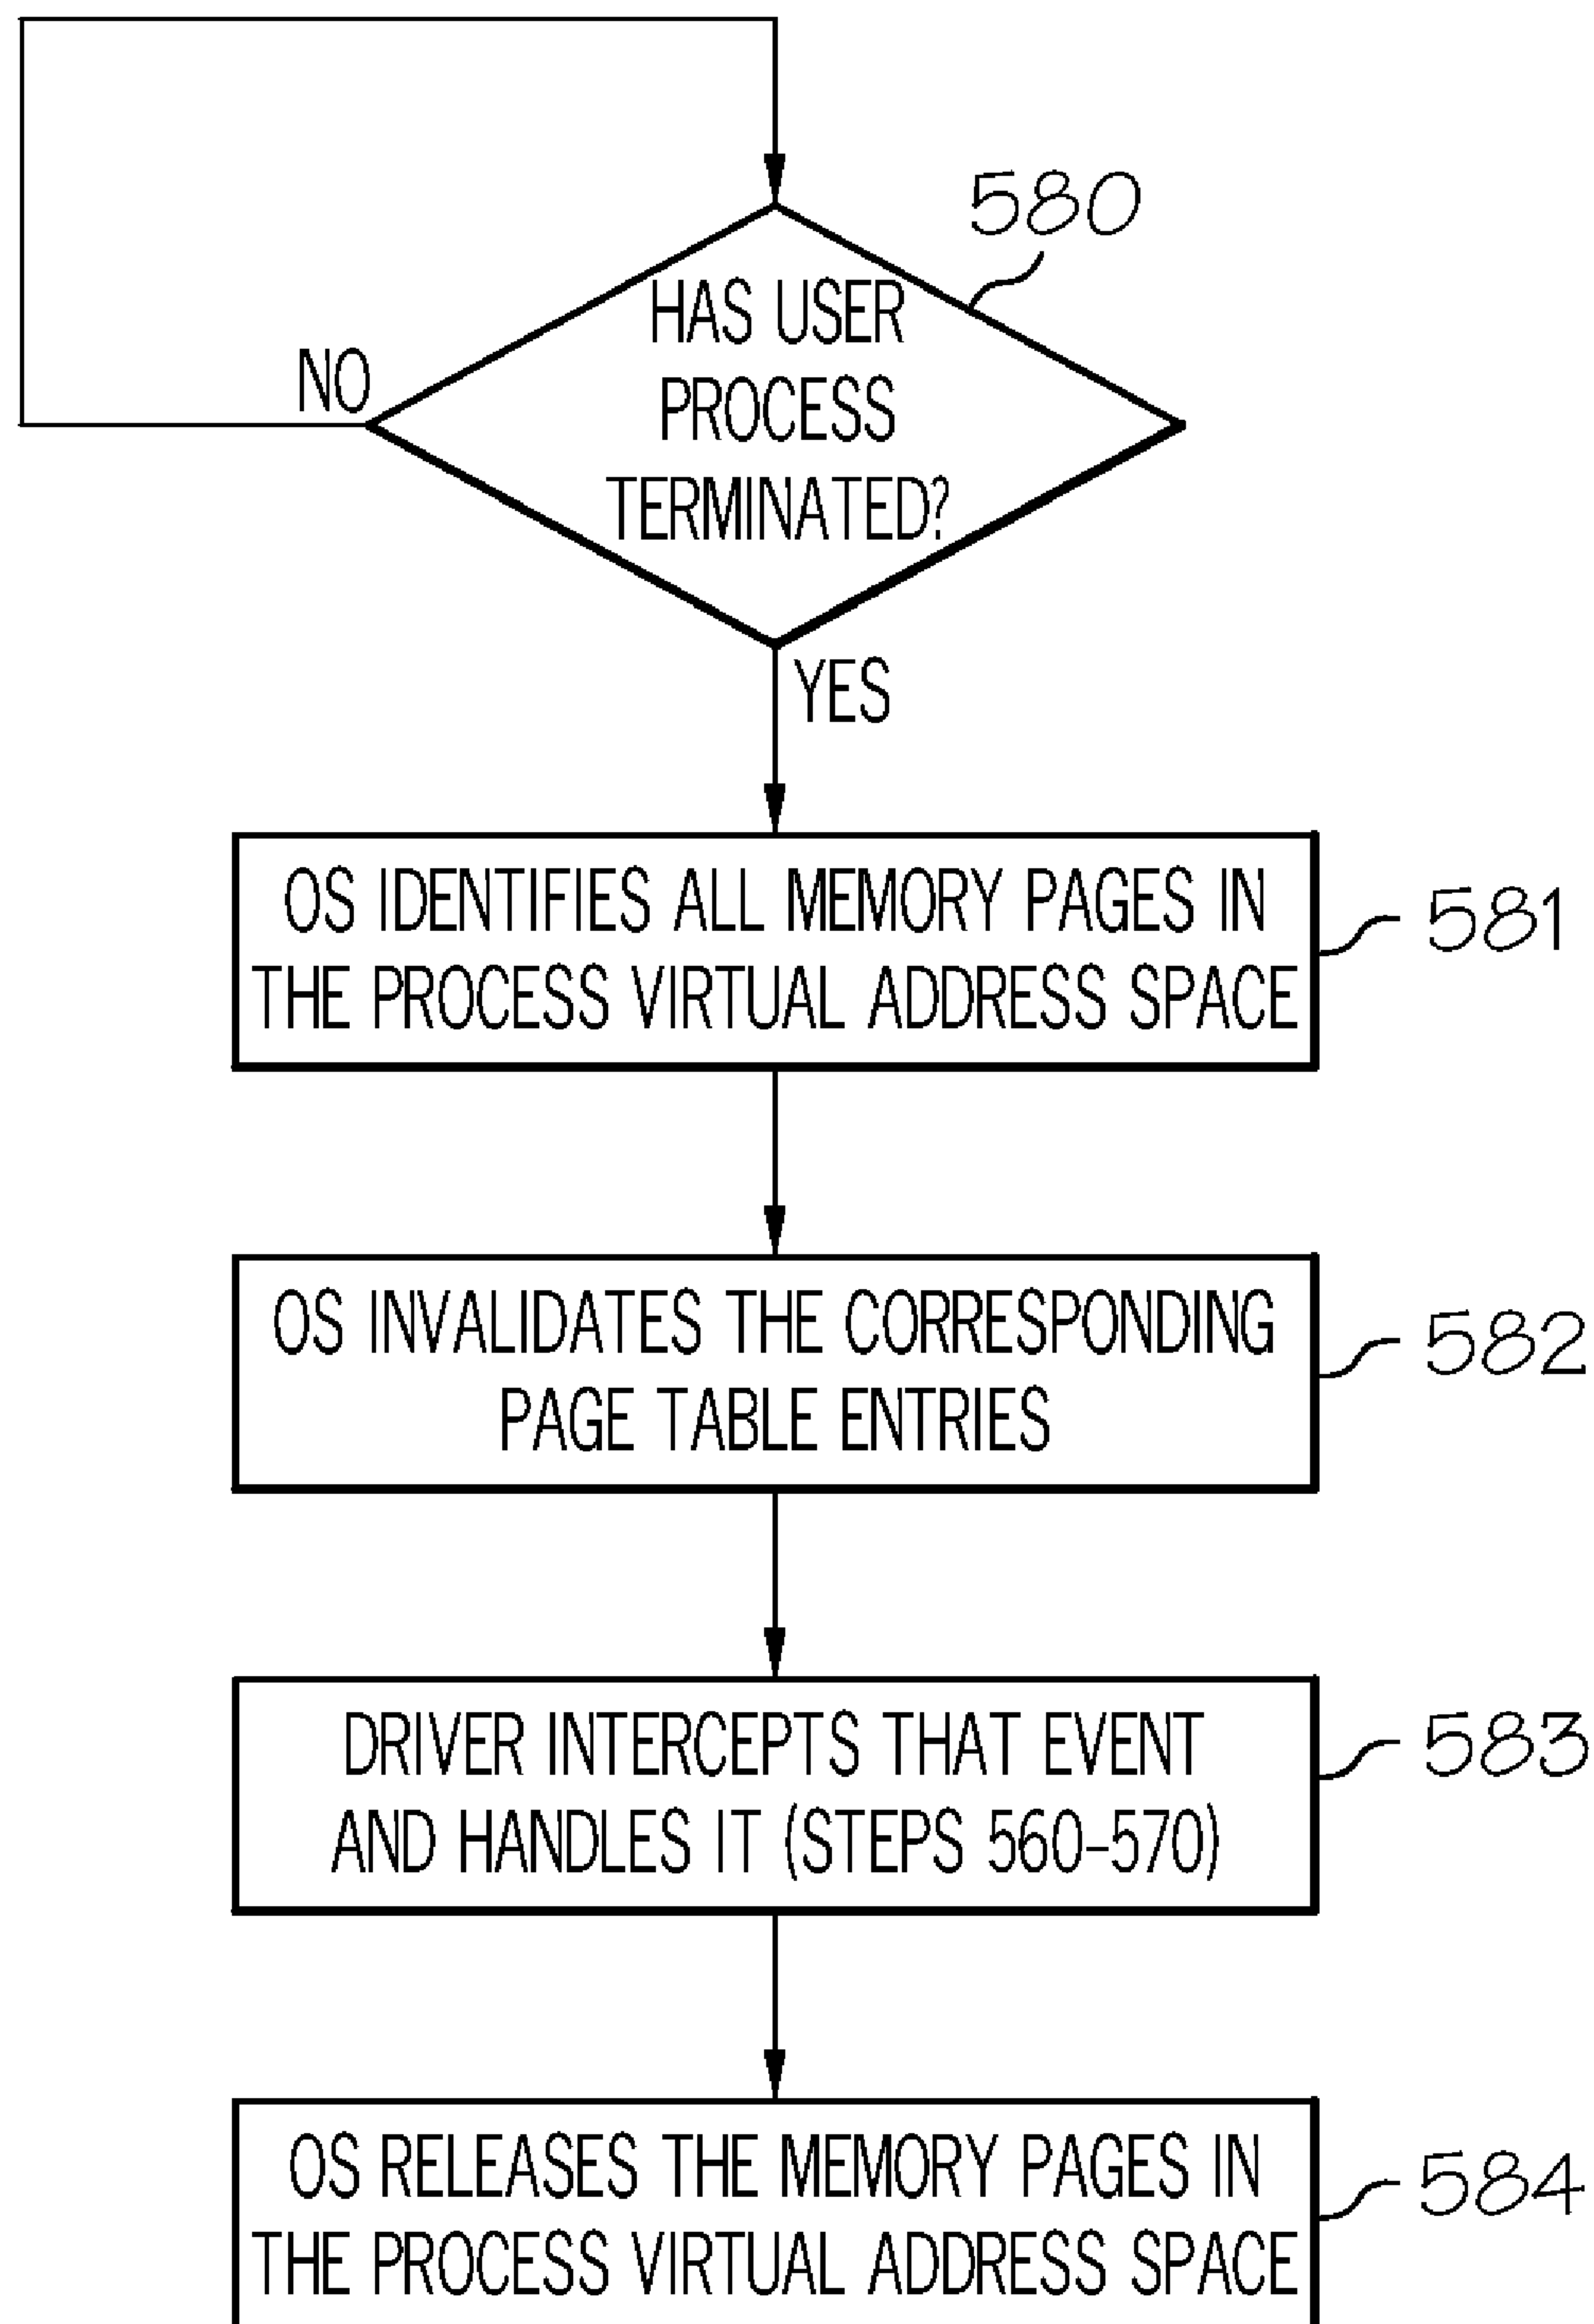 580
HAS USER
PROCESS
TERMINATED?
NO
YES
OS IDENTIFIES ALL MEMORY PAGES IN
THE PROCESS VIRTUAL ADDRESS SPACE
581
OS INVALIDATES THE CORRESPONDING
PAGE TABLE ENTRIES
582
DRIVER INTERCEPTS THAT EVENT
AND HANDLES IT (STEPS 560-570)
583
OS RELEASES THE MEMORY PAGES IN
THE PROCESS VIRTUAL ADDRESS SPACE
584